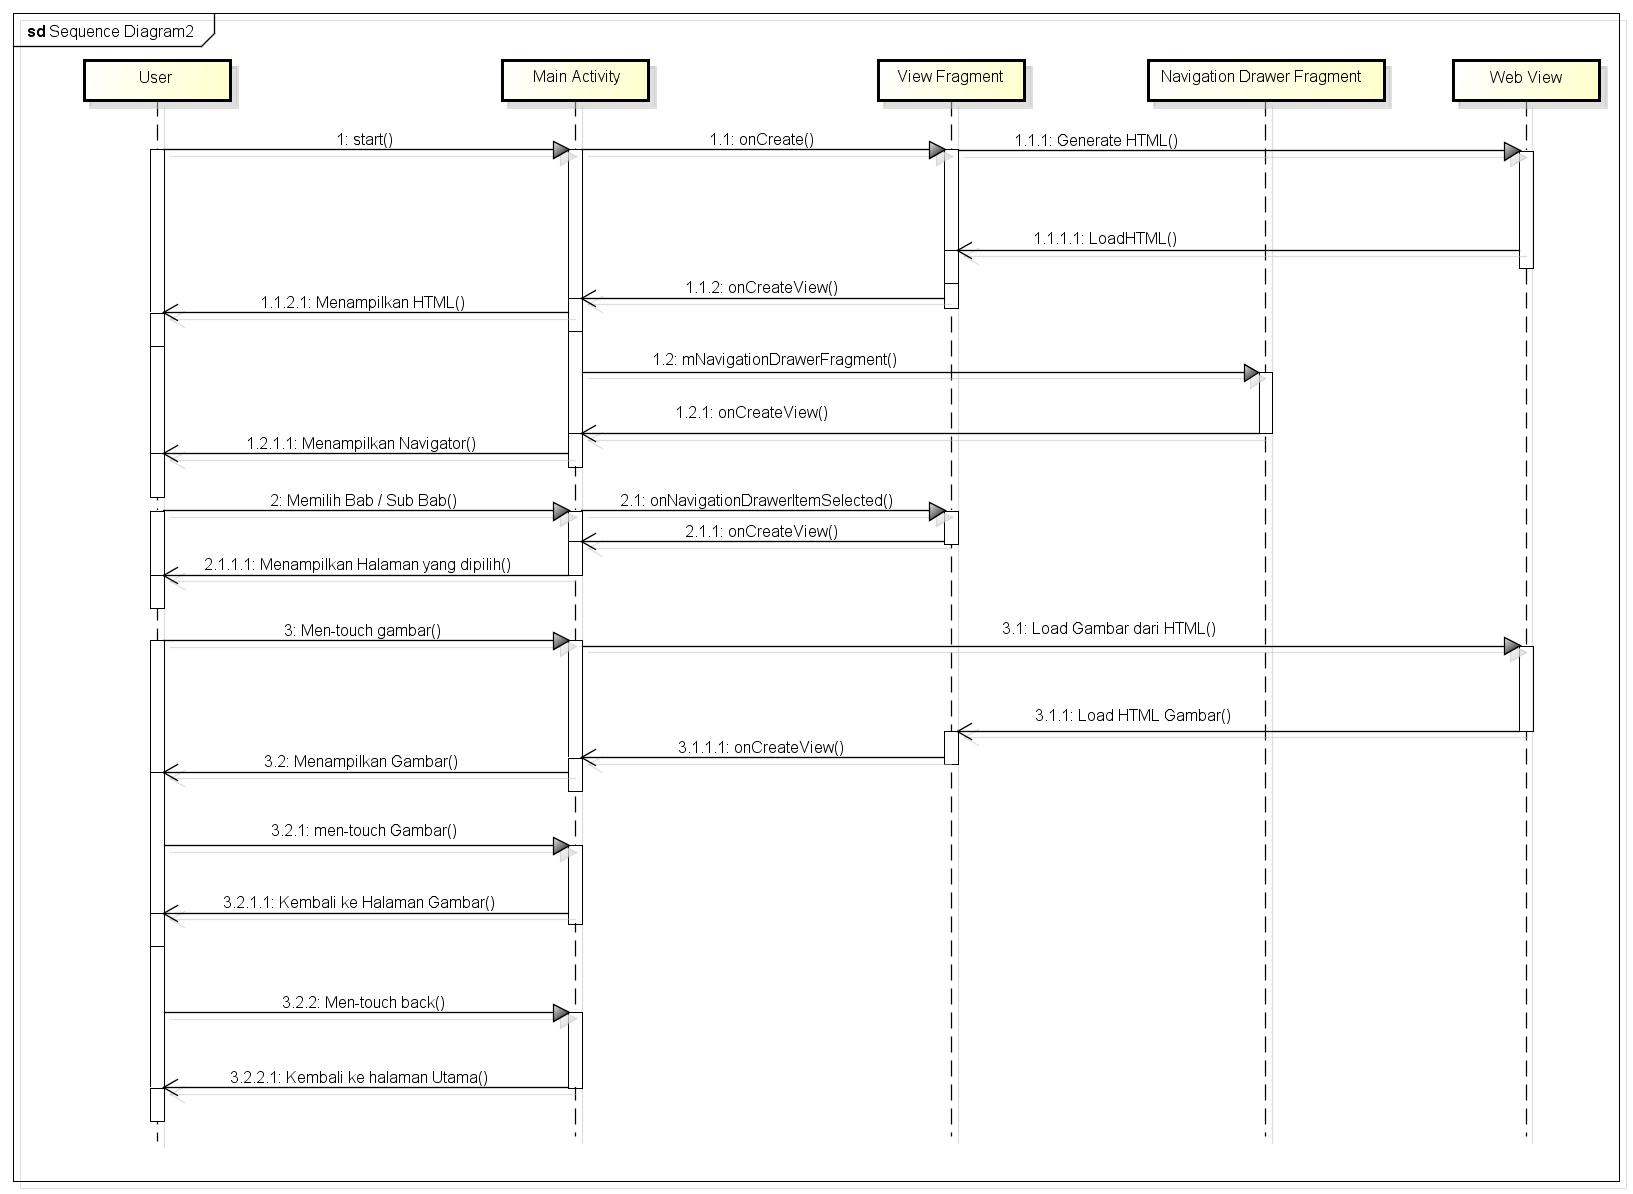 sd Sequence Diagram2
User
Main Activity
View Fragment
Navigation Drawer Fragment
Web View
1: start()
1.1: onCreate()
1.1.1: Generate HTML()
1.1.1.1: LoadHTML()
1.1.2: onCreateView()
1.1.2.1: Menampilkan HTML()
1.2: mNavigationDrawerFragment()
1.2.1: onCreateView()
1.2.1.1: Menampilkan Navigator()
2: Memilih Bab / Sub Bab()
2.1: onNavigationDrawerItemSelected()
2.1.1: onCreateView()
2.1.1.1: Menampilkan Halaman yang dipilih()
3: Men-touch gambar()
3.1: Load Gambar dari HTML()
3.1.1: Load HTML Gambar()
3.1.1.1: onCreateView()
3.2: Menampilkan Gambar()
3.2.1: men-touch Gambar()
3.2.1.1: Kembali ke Halaman Gambar()
3.2.2: Men-touch back()
3.2.2.1: Kembali ke halaman Utama()